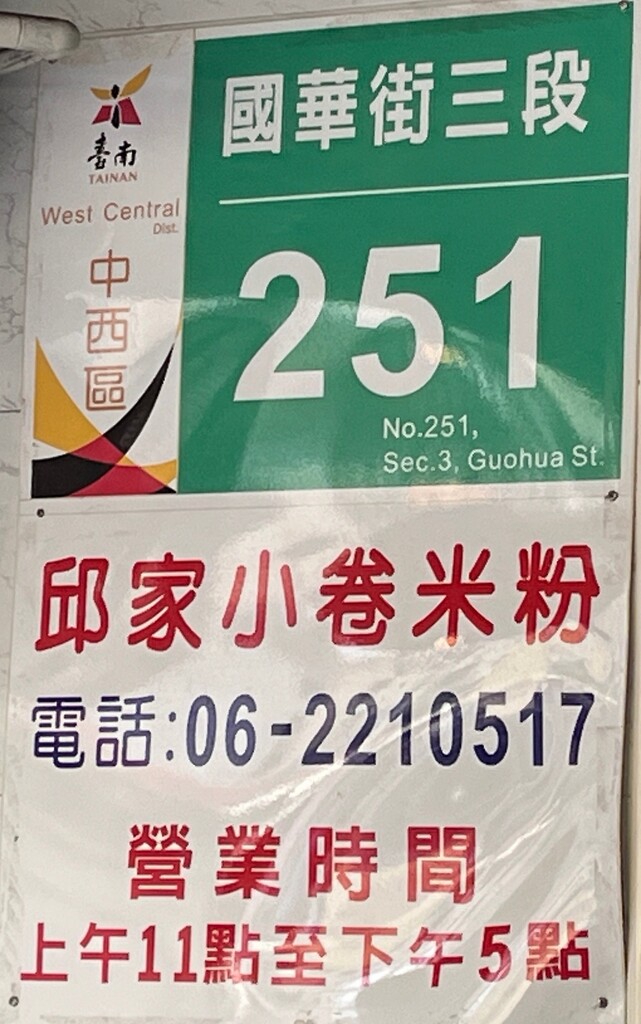 臺南
TAINAN
West Central
Dist.
中西區
國華街三段
251
No.251,
Sec.3, Guohua St.
邱家小卷米粉
電話:06-2210517
營業時間
上午11點至下午5點